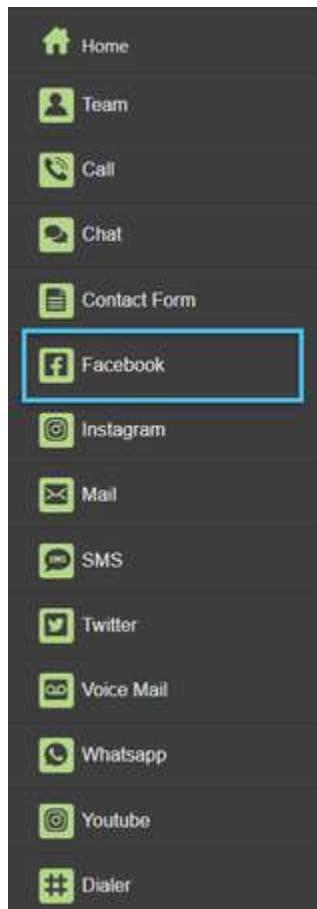 Home
Team
Call
Chat
Contact Form
Facebook
Instagram
Mail
SMS
Twitter
Voice Mail
Whatsapp
Youtube
Dialer